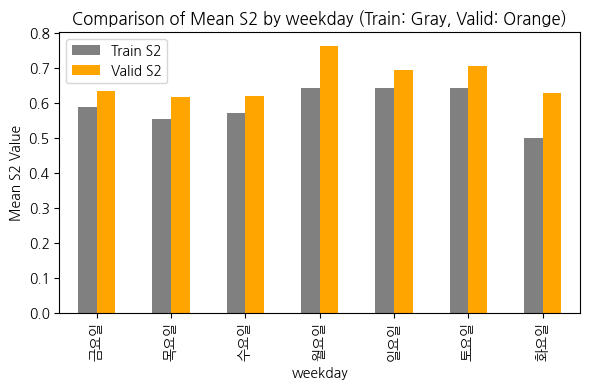 Comparison of Mean S2 by weekday (Train: Gray, Valid: Orange)
Train S2
Valid S2
Mean S2 Value
0.8
0.7
0.6
0.5
0.4
0.3
0.2
0.1
0.0
금요일
목요일
수요일
월요일
일요일
토요일
화요일
weekday